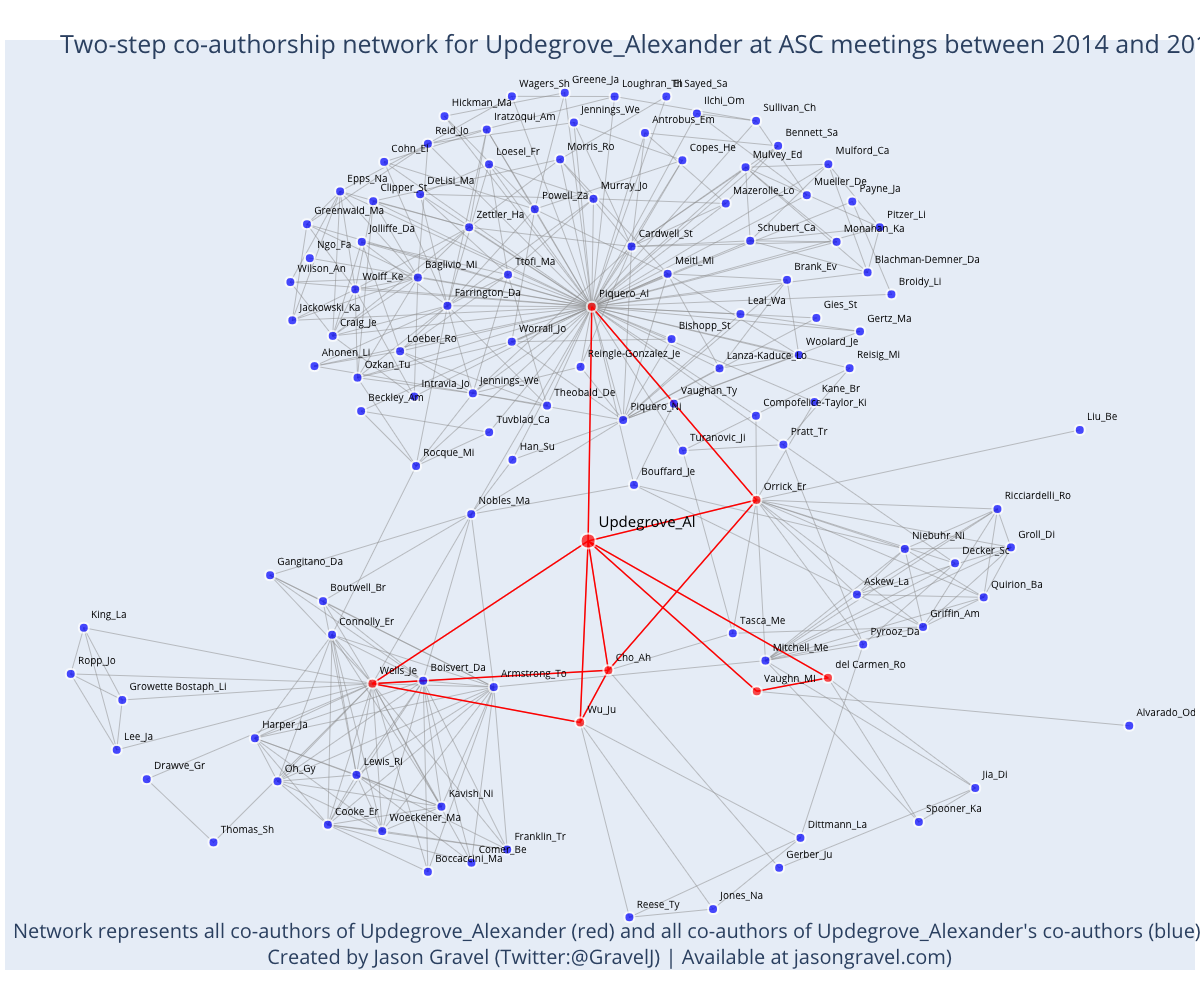 Two-step co-authorship network for Updegrove_Alexander at ASC meetings between 2014 and 201
Wagers_Sh
Greene_Ja
Loughran_Th
El Sayed_Sa
Hickman_Ma
Iratzoqui_Am
Jennings_We
Ilchi_Om
Sullivan_Ch
Antrobus_Em
Reid_Jo
Bennett_Sa
Cohn_El
Loesel_Fr
Morris_Ro
Copes_He
Mulvey_Ed
Mulford_Ca
Epps_Na
Clipper_St
DeLisi_Ma
Powell_Za
Murray_Jo
Mazerolle_Lo
Mueller_De
Payne_Ja
Greenwald_Ma
Jolliffe_Da
Zettler_Ha
Cardwell_St
Schubert_Ca
Monahan_Ka
Pitzer_Li
Ngo_Fa
Wilson_An
Wolff_Ke
Baglivio_Mi
Ttofi_Ma
Meitl_Mi
Brank_Ev
Blachman-Demner_Da
Broidy_Li
Jackowski_Ka
Craig_Je
Farrington_Da
Piquero_Al
Leal_Wa
Gies_St
Gertz_Ma
Ahonen_Li
Ozkan_Tu
Loeber_Ro
Worrall_Jo
Bishopp_St
Reingle-Gonzalez_Je
Lanza-Kaduce_Lo
Woolard_Je
Reisig_Mi
Beckley_Am
Intravia_Jo
Jennings_We
Theobald_De
Piquero_Ni
Vaughan_Ty
Compofelice-Taylor_Ki
Kane_Br
Liu_Be
Tuvblad_Ca
Rocque_Mi
Han_Su
Turanovic_Ji
Pratt_Tr
Bouffard_Je
Orrick_Er
Nobles_Ma
Updegrove_Al
Ricciardelli_Ro
Niebuhr_Ni
Groll_Di
Decker_Sc
Gangitano_Da
Boutwell_Br
Askew_La
Quirion_Ba
King_La
Connolly_Er
Tasca_Me
Griffin_Am
Pyrooz_Da
Ropp_Jo
Wells_Je
Boisvert_Da
Armstrong_To
Cho_Ah
Mitchell_Me
del Carmen_Ro
Vaughn_Mi
Growette Bostaph_Li
Wu_Ju
Alvarado_Od
Lee_Ja
Harper_Ja
Drawve_Gr
Oh_Gy
Lewis_Ri
Jia_Di
Kavish_Ni
Cooke_Er
Woeckener_Ma
Spooner_Ka
Thomas_Sh
Franklin_Tr
Dittmann_La
Comer_Be
Boccaccini_Ma
Gerber_Ju
Reese_Ty
Jones_Na
Network represents all co-authors of Updegrove_Alexander (red) and all co-authors of Updegrove_Alexander's co-authors (blue)
Created by Jason Gravel (Twitter:@GravelJ) | Available at jasongravel.com)